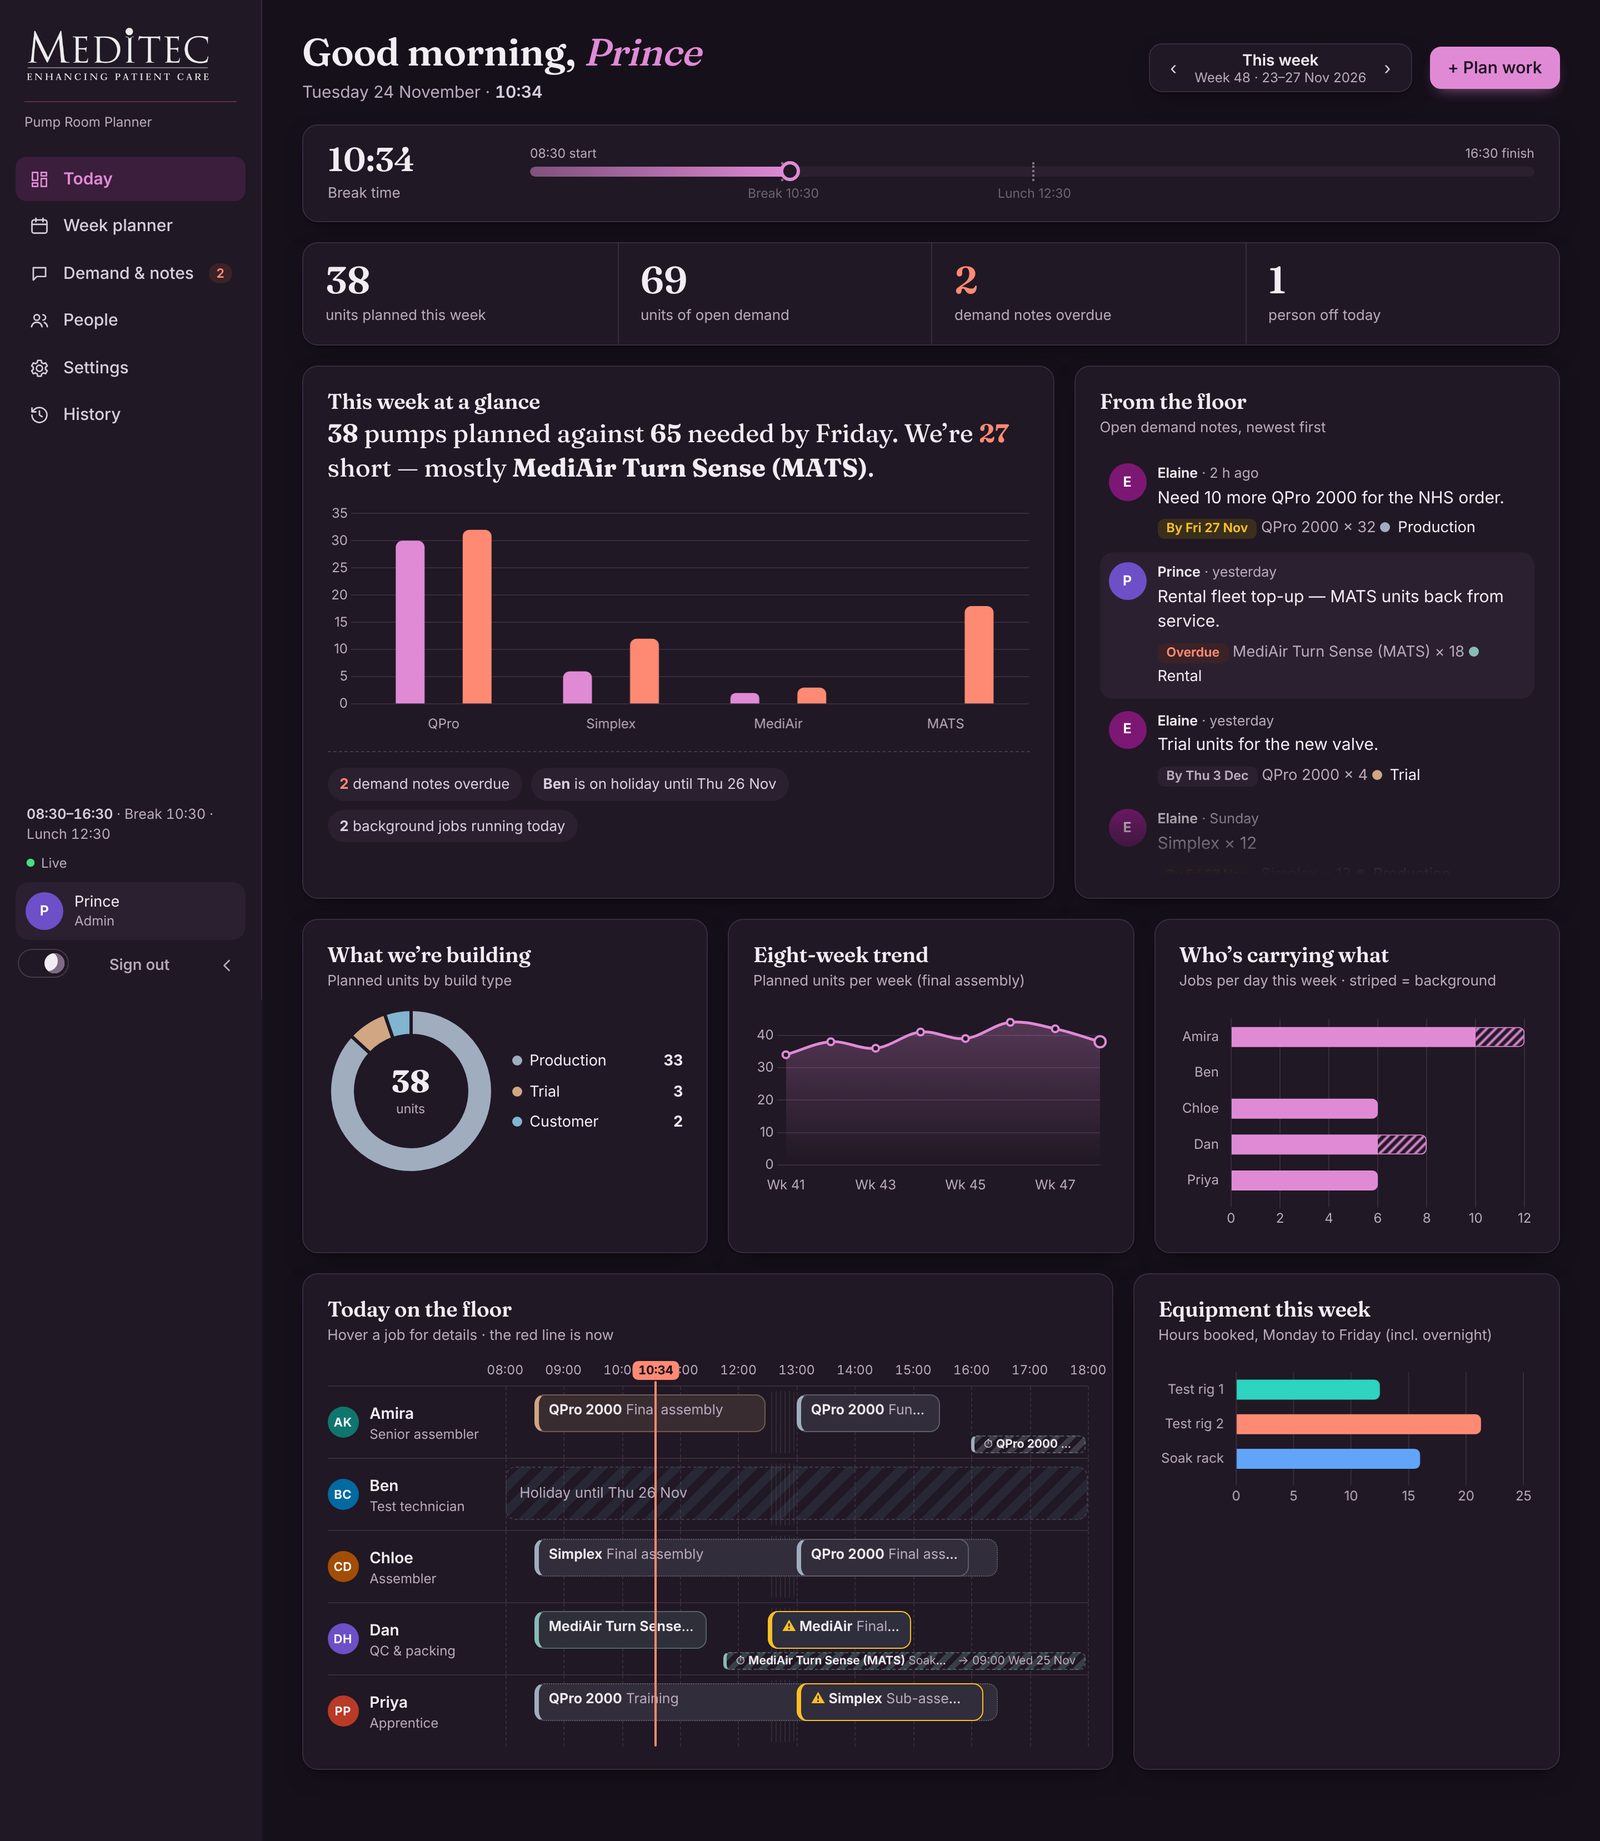 MEDITEC
ENHANCING PATIENT CARE
Pump Room Planner
Today
Week planner
Demand & notes 2
People
Settings
History
08:30–16:30 · Break 10:30 ·
Lunch 12:30
Live
P
Prince
Admin
Sign out
Good morning, Prince
Tuesday 24 November · 10:34
This week
Week 48 · 23–27 Nov 2026
+ Plan work
10:34
Break time
08:30 start
16:30 finish
Break 10:30
Lunch 12:30
38
units planned this week
69
units of open demand
2
demand notes overdue
1
person off today
This week at a glance
38 pumps planned against 65 needed by Friday. We’re 27
short — mostly MediAir Turn Sense (MATS).
35
30
25
20
15
10
5
0
QPro
Simplex
MediAir
MATS
2 demand notes overdue
Ben is on holiday until Thu 26 Nov
2 background jobs running today
From the floor
Open demand notes, newest first
E
Elaine · 2 h ago
Need 10 more QPro 2000 for the NHS order.
By Fri 27 Nov QPro 2000 × 32 Production
P
Prince · yesterday
Rental fleet top-up — MATS units back from
service.
Overdue MediAir Turn Sense (MATS) × 18
Rental
E
Elaine · yesterday
Trial units for the new valve.
By Thu 3 Dec QPro 2000 × 4 Trial
E
Elaine · Sunday
Simplex × 12
What we’re building
Planned units by build type
38
units
Production 33
Trial 3
Customer 2
Eight-week trend
Planned units per week (final assembly)
40
30
20
10
0
Wk 41
Wk 43
Wk 45
Wk 47
Who’s carrying what
Jobs per day this week · striped = background
Amira
Ben
Chloe
Dan
Priya
0 2 4 6 8 10 12
Today on the floor
Hover a job for details · the red line is now
08:00 09:00 10:0 10:34 :00 12:00 13:00 14:00 15:00 16:00 17:00 18:00
AK
Amira
Senior assembler
QPro 2000 Final assembly
QPro 2000 Fun...
QPro 2000 ...
BC
Ben
Test technician
Holiday until Thu 26 Nov
CD
Chloe
Assembler
Simplex Final assembly
QPro 2000 Final ass...
DH
Dan
QC & packing
MediAir Turn Sense...
MediAir Final...
MediAir Turn Sense (MATS) Soak... → 09:00 Wed 25 Nov
PP
Priya
Apprentice
QPro 2000 Training
Simplex Sub-asse...
Equipment this week
Hours booked, Monday to Friday (incl. overnight)
Test rig 1
Test rig 2
Soak rack
0 5 10 15 20 25